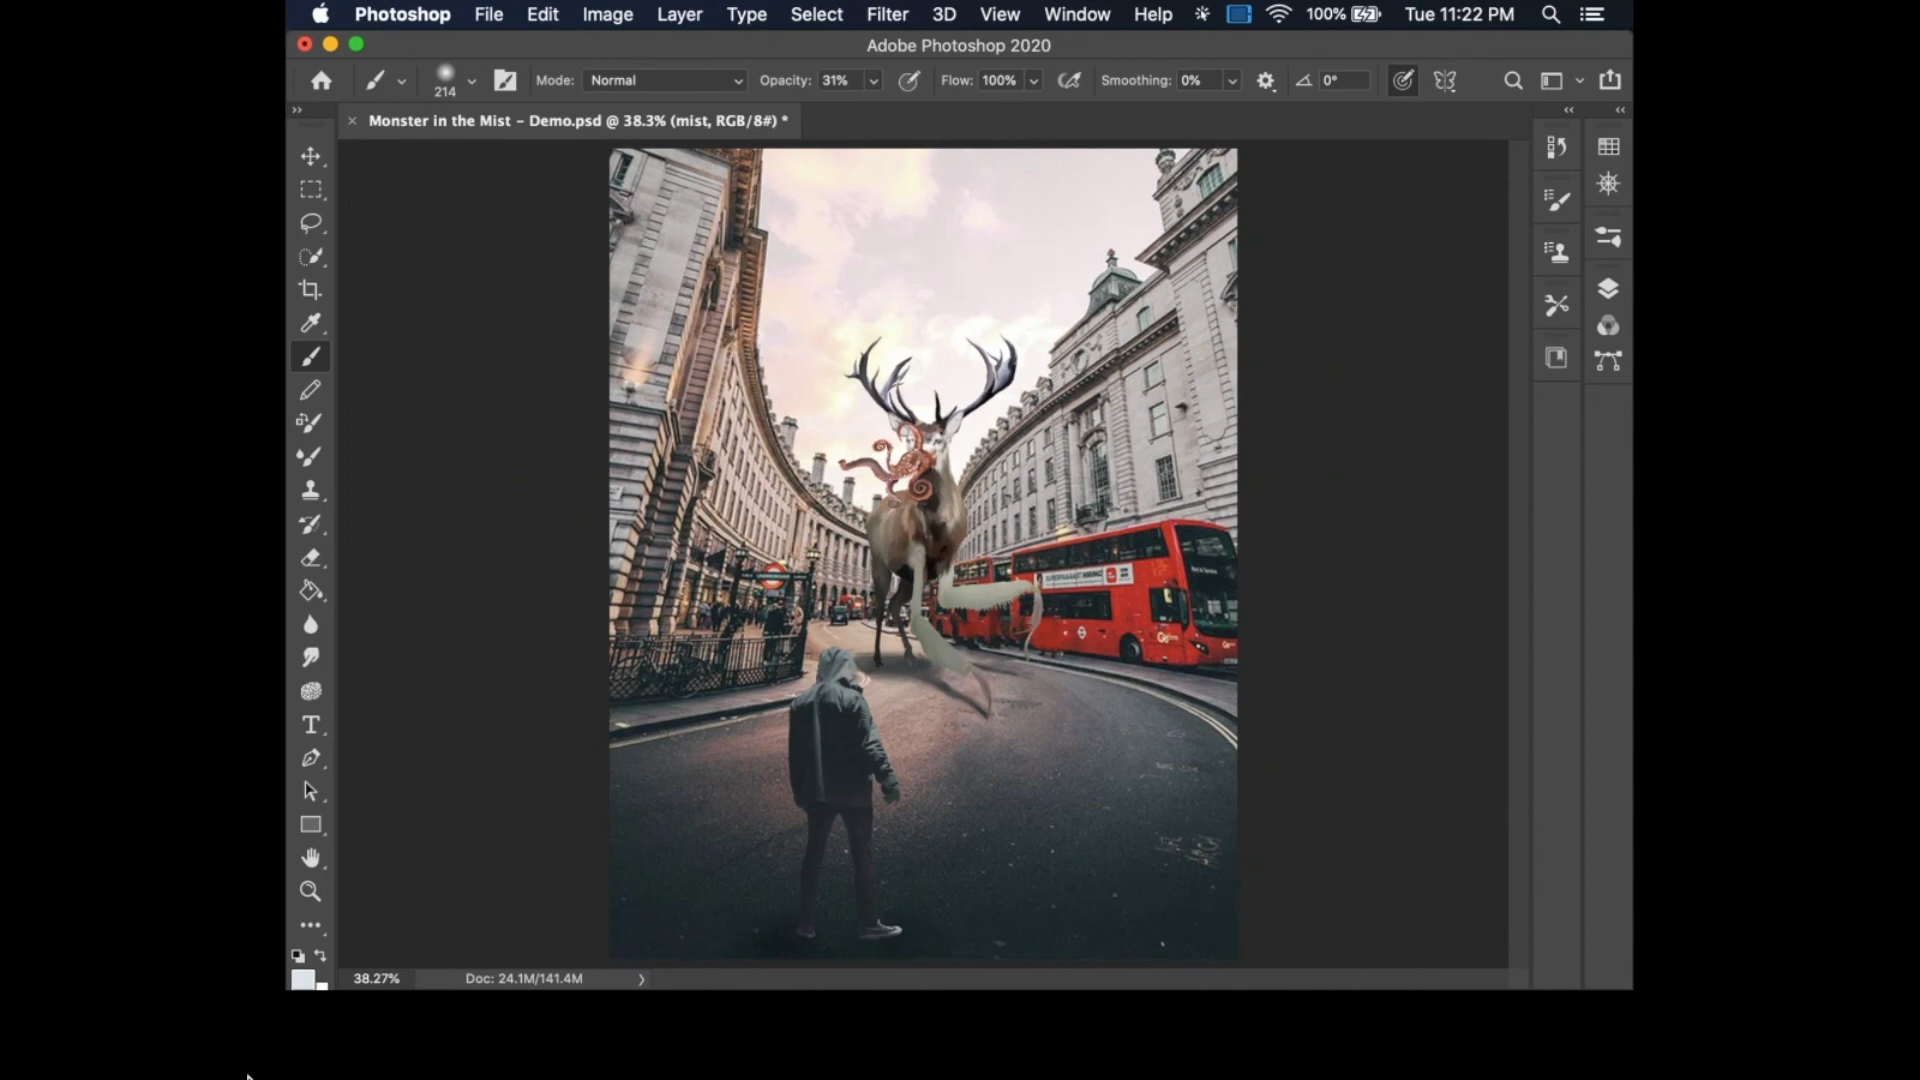 Photoshop File Edit Image Layer Type Select Filter 3D View Window Help 100% Tue 11:22 PM
Adobe Photoshop 2020
214 Mode: Normal Opacity: 31% Flow: 100% Smoothing: 0% 0°
× Monster in the Mist – Demo.psd @ 38.3% (mist, RGB/8#) *
UNDERGROUND
38.27% Doc: 24.1M/141.4M